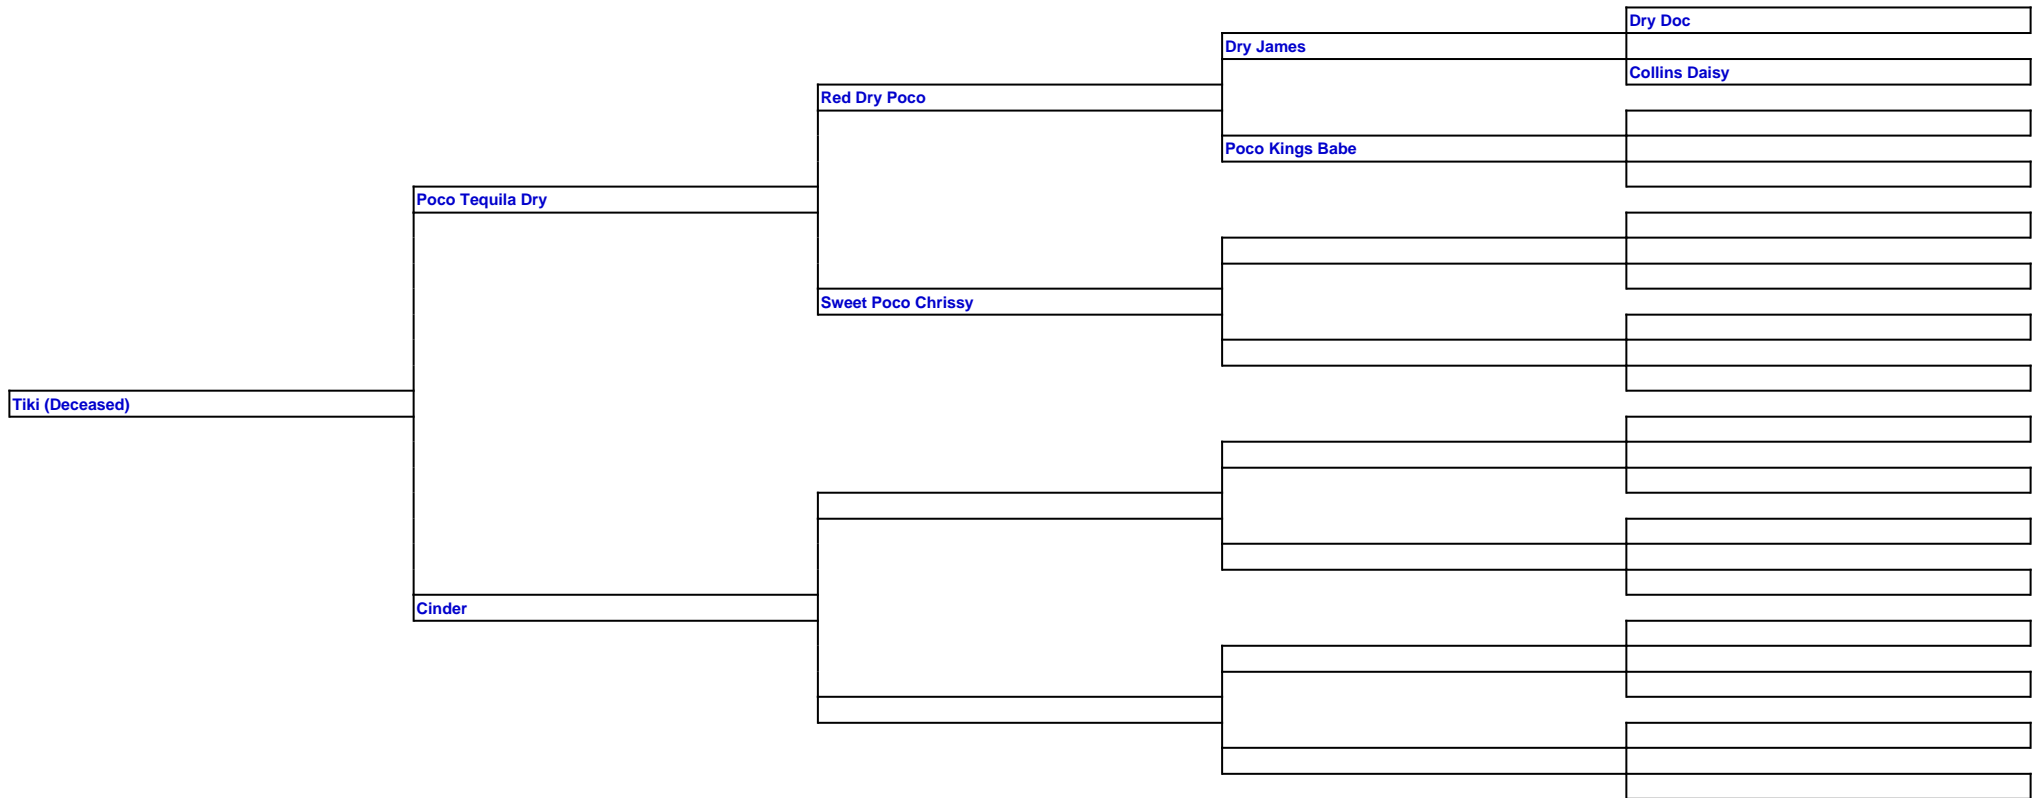 Dry Doc
Dry James
Collins Daisy
Red Dry Poco
Poco Kings Babe
Poco Tequila Dry
Sweet Poco Chrissy
Tiki (Deceased)
Cinder